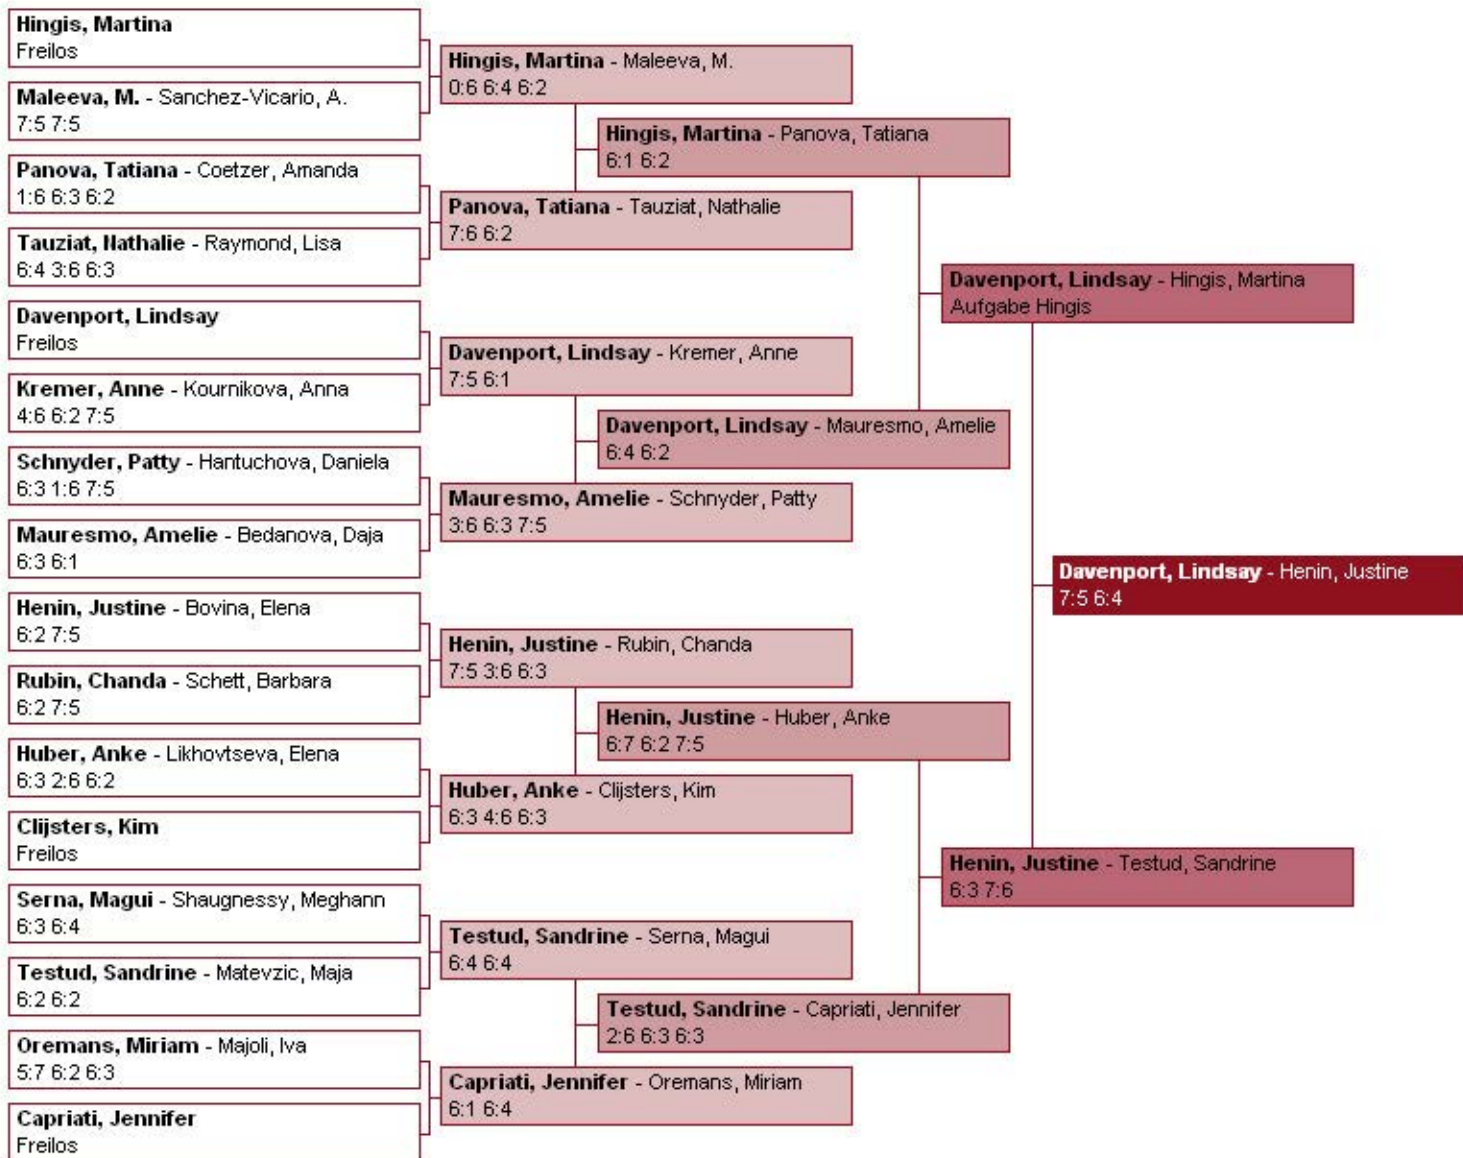 Hingis, Martina
Freilos
Maleeva, M. - Sanchez-Vicario, A.
7:5 7:5
Panova, Tatiana - Coetzer, Amanda
1:6 6:3 6:2
Tauziat, Nathalie - Raymond, Lisa
6:4 3:6 6:3
Davenport, Lindsay
Freilos
Kremer, Anne - Kournikova, Anna
4:6 6:2 7:5
Schnyder, Patty - Hantuchova, Daniela
6:3 1:6 7:5
Mauresmo, Amelie - Bedanova, Daja
6:3 6:1
Henin, Justine - Bovina, Elena
6:2 7:5
Rubin, Chanda - Schett, Barbara
6:2 7:5
Huber, Anke - Likhovtseva, Elena
6:3 2:6 6:2
Clijsters, Kim
Freilos
Serna, Magui - Shaugnessy, Meghann
6:3 6:4
Testud, Sandrine - Matevzic, Maja
6:2 6:2
Oremans, Miriam - Majoli, Iva
5:7 6:2 6:3
Capriati, Jennifer
Freilos
Hingis, Martina - Maleeva, M.
0:6 6:4 6:2
Panova, Tatiana - Tauziat, Nathalie
7:6 6:2
Davenport, Lindsay - Kremer, Anne
7:5 6:1
Mauresmo, Amelie - Schnyder, Patty
3:6 6:3 7:5
Henin, Justine - Rubin, Chanda
7:5 3:6 6:3
Huber, Anke - Clijsters, Kim
6:3 4:6 6:3
Testud, Sandrine - Serna, Magui
6:4 6:4
Capriati, Jennifer - Oremans, Miriam
6:1 6:4
Hingis, Martina - Panova, Tatiana
6:1 6:2
Davenport, Lindsay - Mauresmo, Amelie
6:4 6:2
Henin, Justine - Huber, Anke
6:7 6:2 7:5
Testud, Sandrine - Capriati, Jennifer
2:6 6:3 6:3
Davenport, Lindsay - Hingis, Martina
Aufgabe Hingis
Henin, Justine - Testud, Sandrine
6:3 7:6
Davenport, Lindsay - Henin, Justine
7:5 6:4